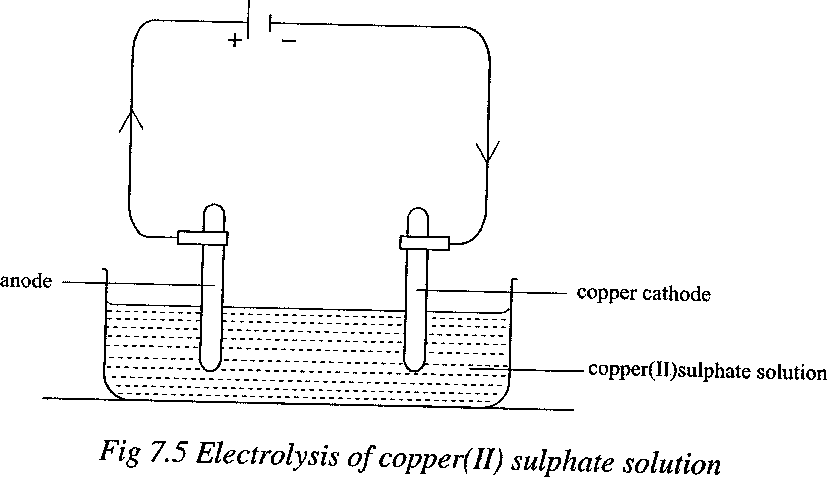 + −
anode
copper cathode
copper(II)sulphate solution
Fig 7.5 Electrolysis of copper(II) sulphate solution